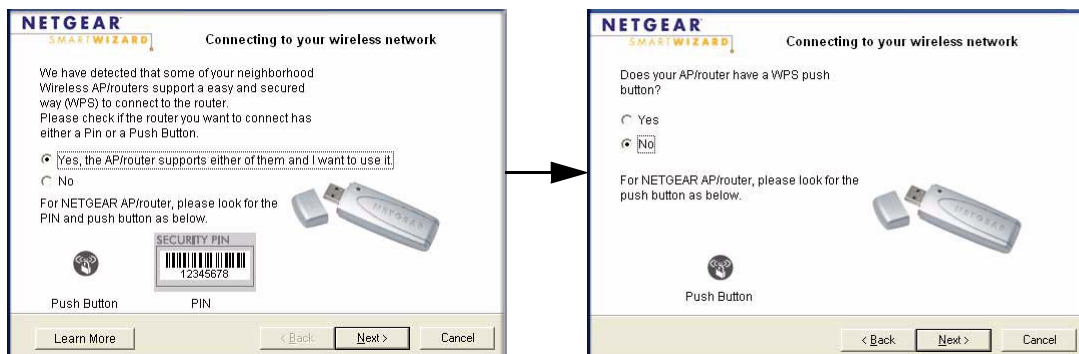 NETGEAR
SMARTWIZARD
Connecting to your wireless network
We have detected that some of your neighborhood
Wireless AP/routers support a easy and secured
way (WPS) to connect to the router.
Please check if the router you want to connect has
either a Pin or a Push Button.
Yes, the AP/router supports either of them and I want to use it.
No
For NETGEAR AP/router, please look for the
PIN and push button as below.
NETGEAR
SECURITY PIN
12345678
Push Button
PIN
Learn More
< Back
Next >
Cancel
NETGEAR
SMARTWIZARD
Connecting to your wireless network
Does your AP/router have a WPS push
button?
Yes
No
For NETGEAR AP/router, please look for the
push button as below.
NETGEAR
Push Button
< Back
Next >
Cancel